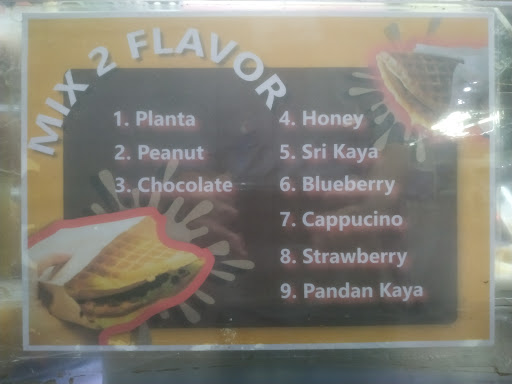 MIX 2 FLAVOR
1. Planta
2. Peanut
3. Chocolate
4. Honey
5. Sri Kaya
6. Blueberry
7. Cappucino
8. Strawberry
9. Pandan Kaya